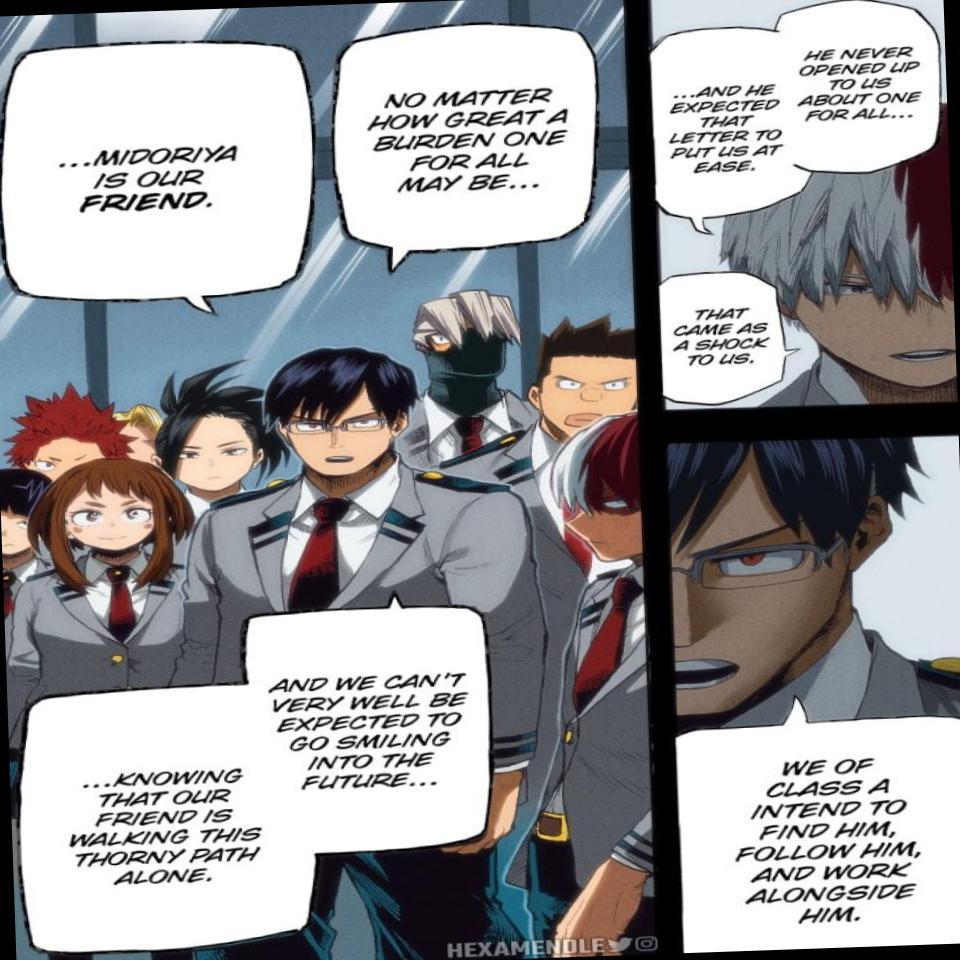 HE NEVER
OPENED UP
TO US
ABOUT ONE
FOR ALL...
...AND HE
EXPECTED
THAT
LETTER TO
PUT US AT
EASE.
THAT
CAME AS
A SHOCK
TO US.
WE OF
CLASS A
INTEND TO
FIND HIM,
FOLLOW HIM,
AND WORK
ALONGSIDE
HIM.
NO MATTER
HOW GREAT A
BURDEN ONE
FOR ALL
MAY BE...
...MIDORIYA
IS OUR
FRIEND.
AND WE CAN'T
VERY WELL BE
EXPECTED TO
GO SMILING
INTO THE
FUTURE...
...KNOWING
THAT OUR
FRIEND IS
WALKING THIS
THORNY PATH
ALONE.
HEXAMENDLE